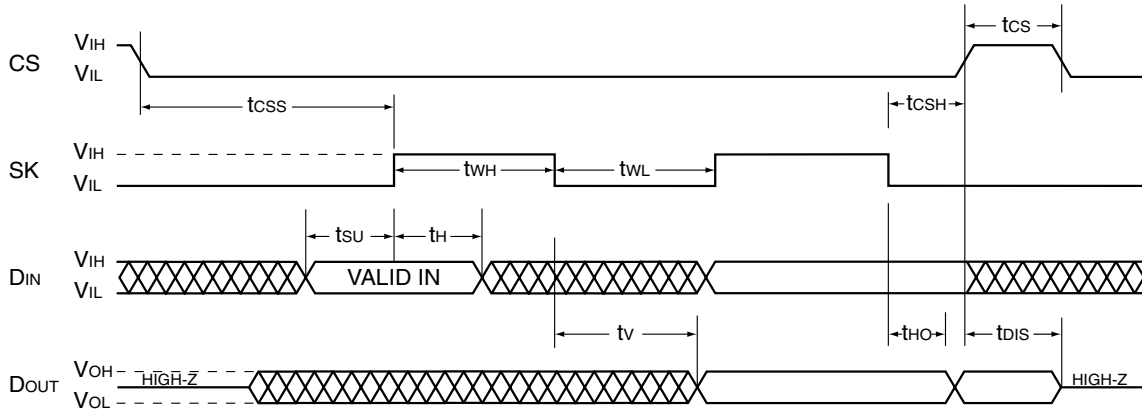 tCS
VIH
CS
VIL
tCSS
tCSH
VIH
SK
tWH
tWL
VIL
tSU
tH
VIH
DIN
VALID IN
VIL
tV
tHO
tDIS
VOH
DOUT
HIGH-Z
HIGH-Z
VOL